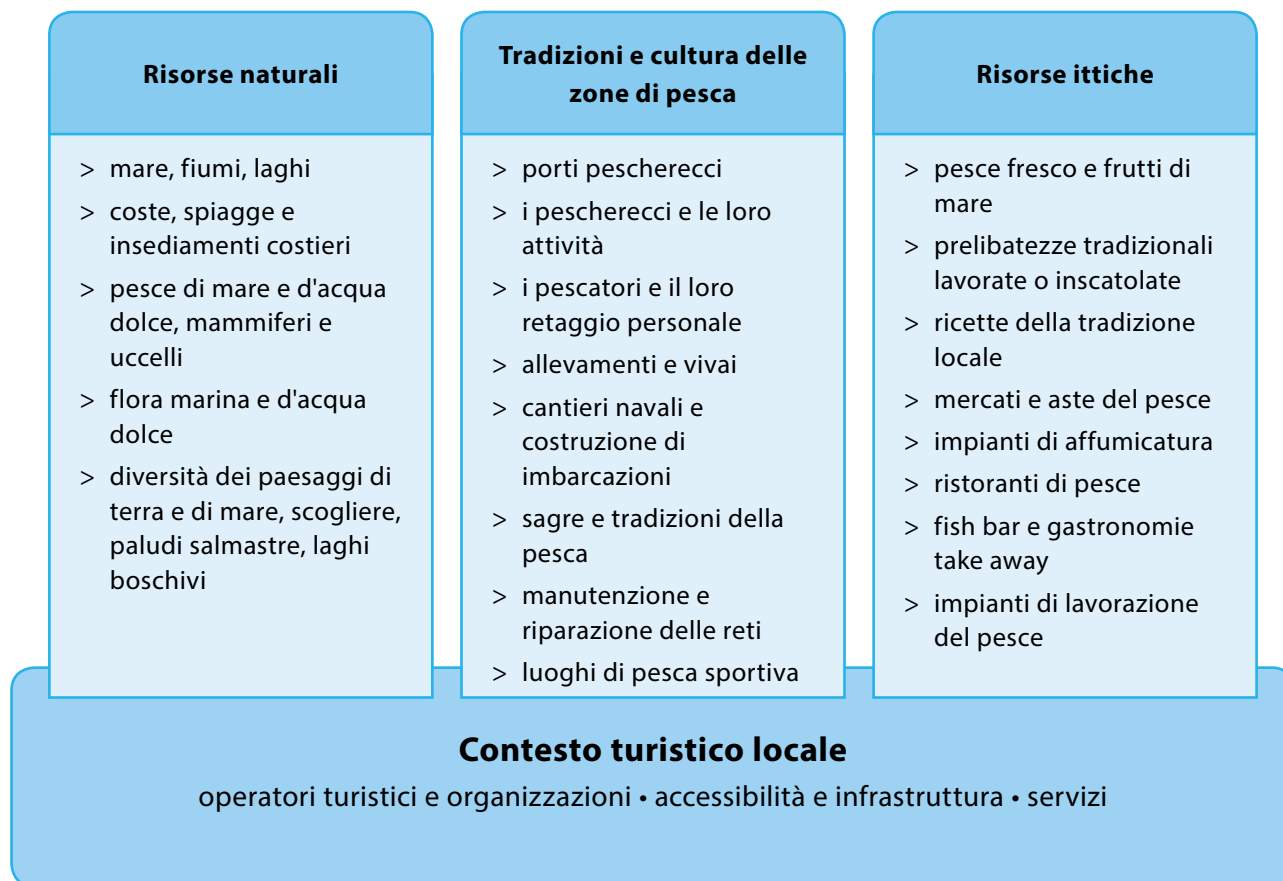 Risorse naturali
> mare, fiumi, laghi
> coste, spiagge e
insediamenti costieri
> pesce di mare e d'acqua
dolce, mammiferi e
uccelli
> flora marina e d'acqua
dolce
> diversità dei paesaggi di
terra e di mare, scogliere,
paludi salmastre, laghi
boschivi
Tradizioni e cultura delle
zone di pesca
> porti pescherecci
> i pescherecci e le loro
attività
> i pescatori e il loro
retaggio personale
> allevamenti e vivai
> cantieri navali e
costruzione di
imbarcazioni
> sagre e tradizioni della
pesca
> manutenzione e
riparazione delle reti
> luoghi di pesca sportiva
Risorse ittiche
> pesce fresco e frutti di
mare
> prelibatezze tradizionali
lavorate o inscatolate
> ricette della tradizione
locale
> mercati e aste del pesce
> impianti di affumicatura
> ristoranti di pesce
> fish bar e gastronomie
take away
> impianti di lavorazione
del pesce
Contesto turistico locale
operatori turistici e organizzazioni • accessibilità e infrastruttura • servizi